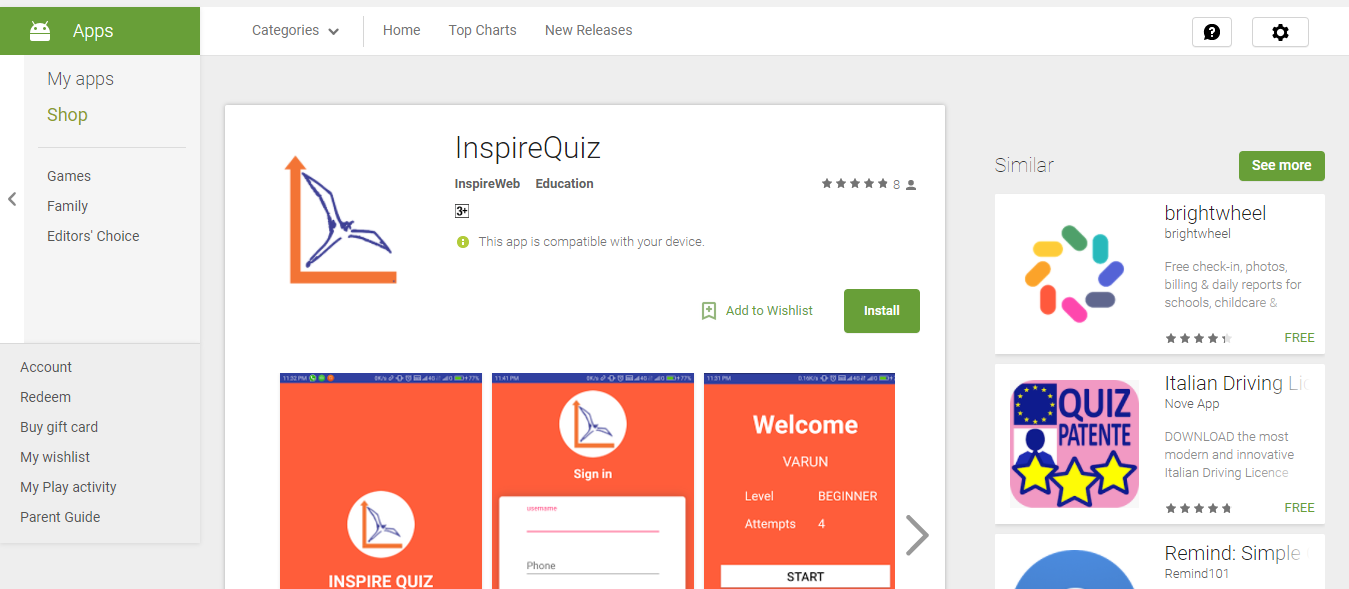 Apps
Categories
Home
Top Charts
New Releases
My apps
Shop
Games
Family
Editors' Choice
Account
Redeem
Buy gift card
My wishlist
My Play activity
Parent Guide
InspireQuiz
InspireWeb Education
8
3+
This app is compatible with your device.
Add to Wishlist
Install
11:32 PM
INSPIRE QUIZ
11:41 PM
Sign in
username
Phone
11:31 PM
Welcome
VARUN
Level BEGINNER
Attempts 4
START
Similar
See more
brightwheel
brightwheel
Free check-in, photos,
billing & daily reports for
schools, childcare &
FREE
QUIZ
PATENTE
Italian Driving Lic
Nove App
DOWNLOAD the most
modern and innovative
Italian Driving Licence
FREE
Remind: Simple
Remind101